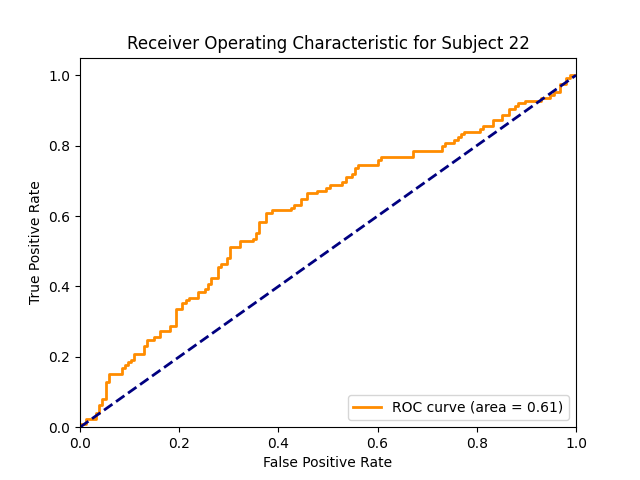 Receiver Operating Characteristic for Subject 22
1.0
0.8
0.6
0.4
0.2
0.0
True Positive Rate
0.0 0.2 0.4 0.6 0.8 1.0
False Positive Rate
ROC curve (area = 0.61)